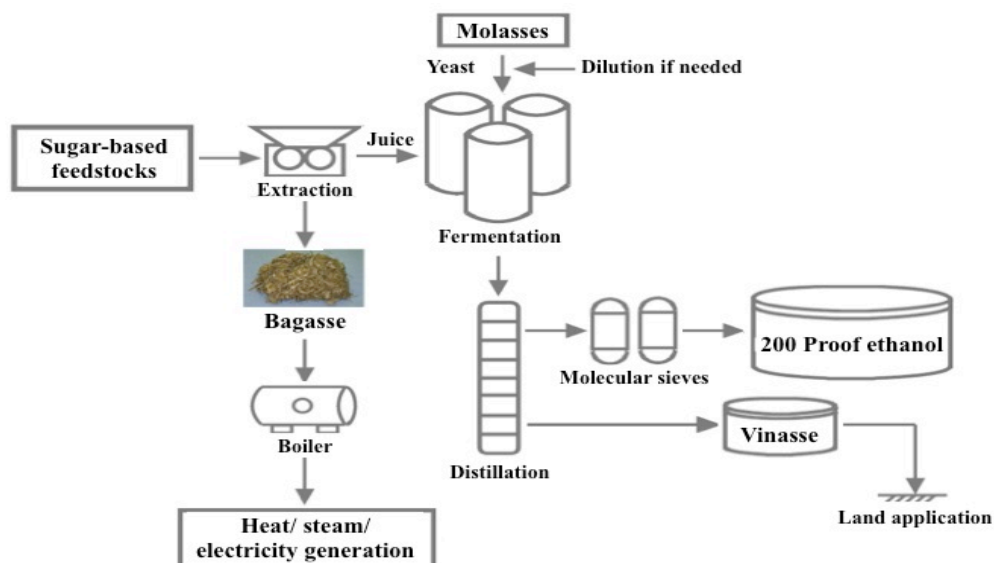 Molasses
Yeast
Dilution if needed
Sugar-based
feedstocks
Juice
Extraction
Fermentation
Bagasse
200 Proof ethanol
Molecular sieves
Vinasse
Boiler
Distillation
Land application
Heat/ steam/
electricity generation